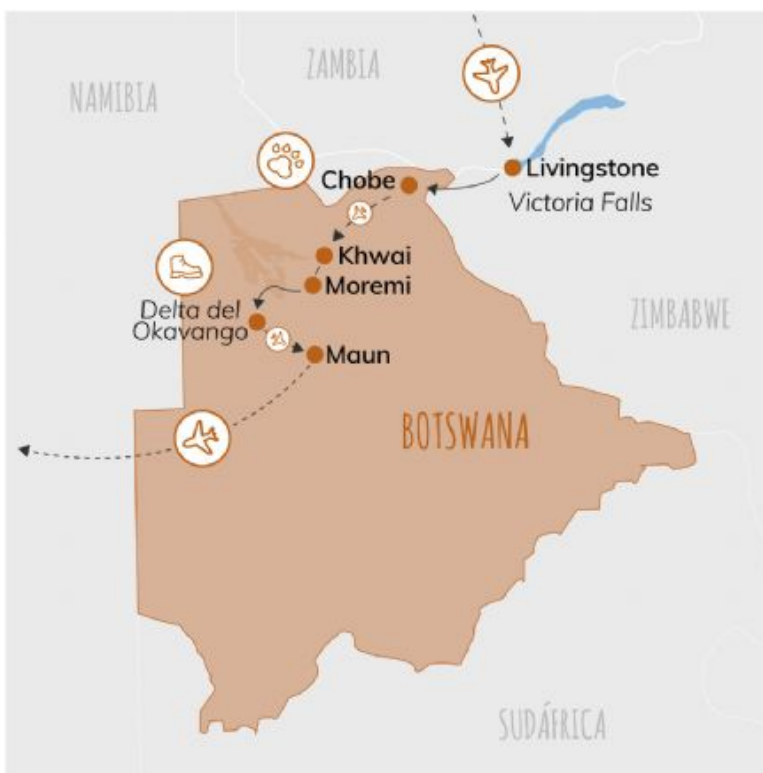 ZAMBIA
NAMIBIA
Livingstone
Chobe
Victoria Falls
Khwai
Moremi
Delta del
Okavango
ZIMBABWE
Maun
BOTSWANA
SUDÁFRICA